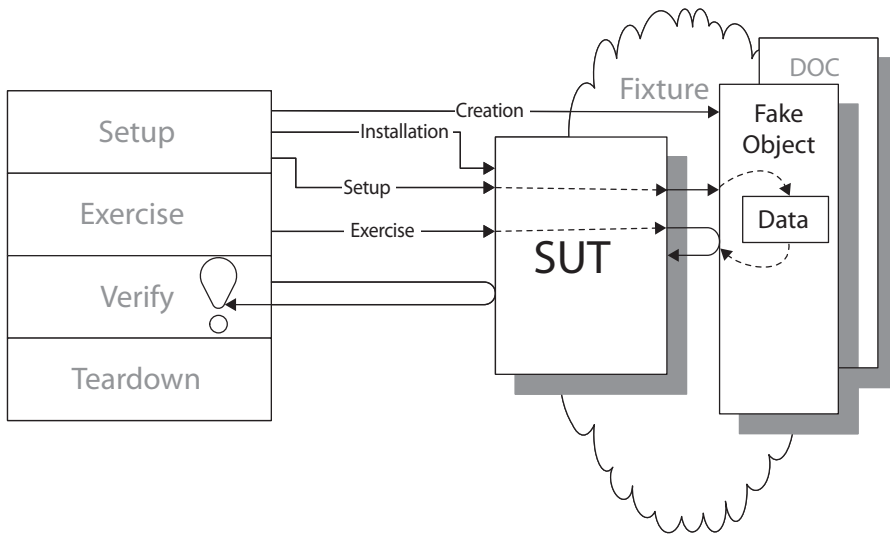 DOC
Fixture
Creation
Fake
Object
Setup
Installation
Setup
Exercise
Exercise
Data
SUT
Verify
Teardown